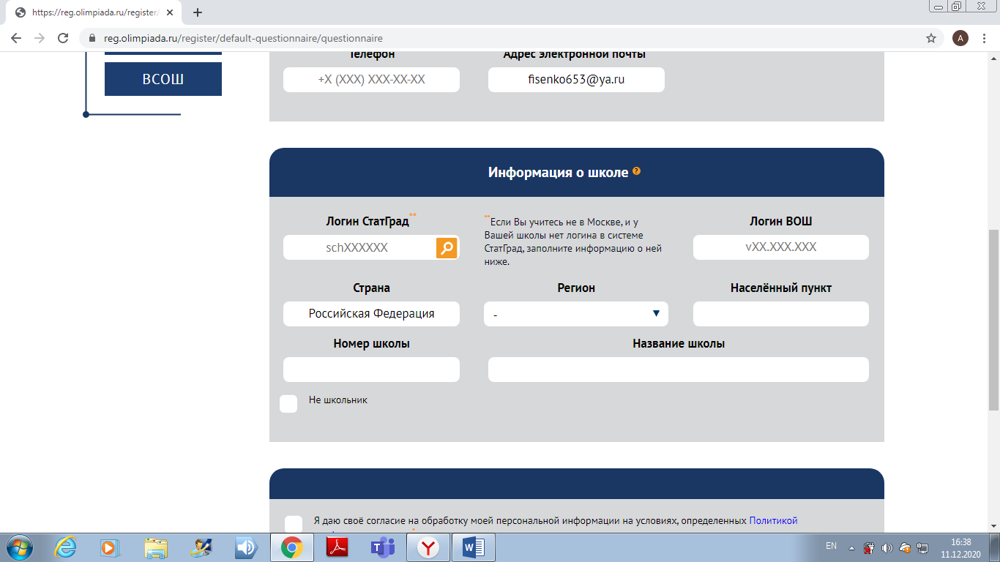 https://reg.olimpiada.ru/register/
reg.olimpiada.ru/register/default-questionnaire/questionnaire
A
ВСОШ
Телефон
Адрес электронной почты
+X (XXX) XXX-XX-XX
fisenko653@ya.ru
Информация о школе ?
Логин СтатГрад**
**Если Вы учитесь не в Москве, и у
Вашей школы нет логина в системе
СтатГрад, заполните информацию о ней
ниже.
Логин ВОШ
schXXXXXX
vXX.XXX.XXX
Страна
Регион
Населённый пункт
Российская Федерация
-
Номер школы
Название школы
Не школьник
Я даю своё согласие на обработку моей персональной информации на условиях, определенных Политикой
EN
16:38
11.12.2020